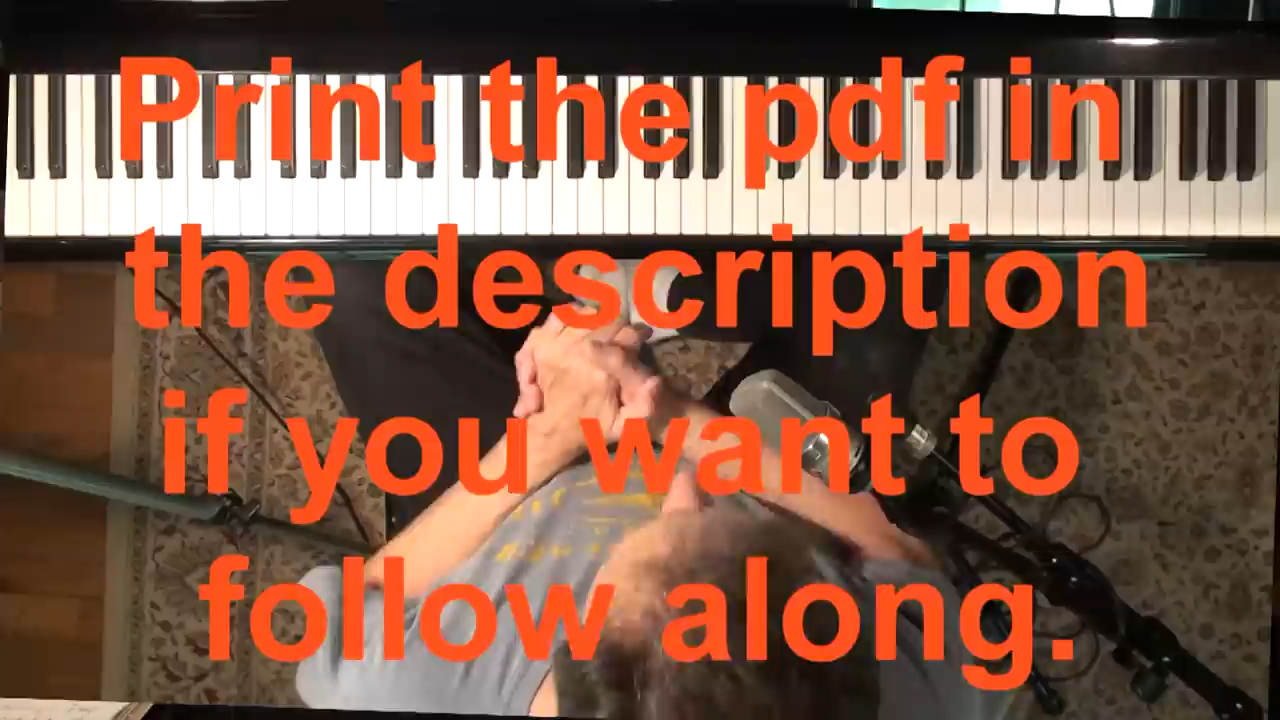 Print the pdf in
the description
if you want to
follow along.